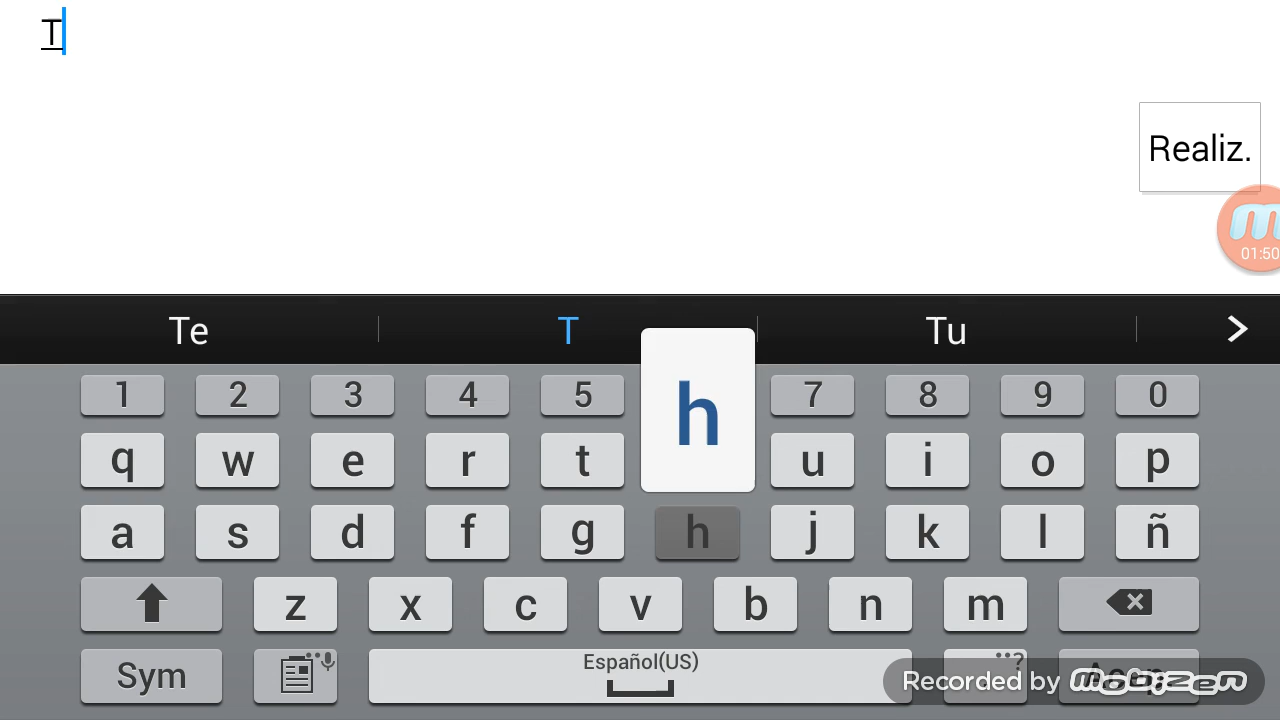 T
Realiz.
01:50
Te T Tu
1 2 3 4 5 7 8 9 0
h
q w e r t u i o p
a s d f g h j k l ñ
z x c v b n m
Sym Español(US) ?
Recorded by mobizen